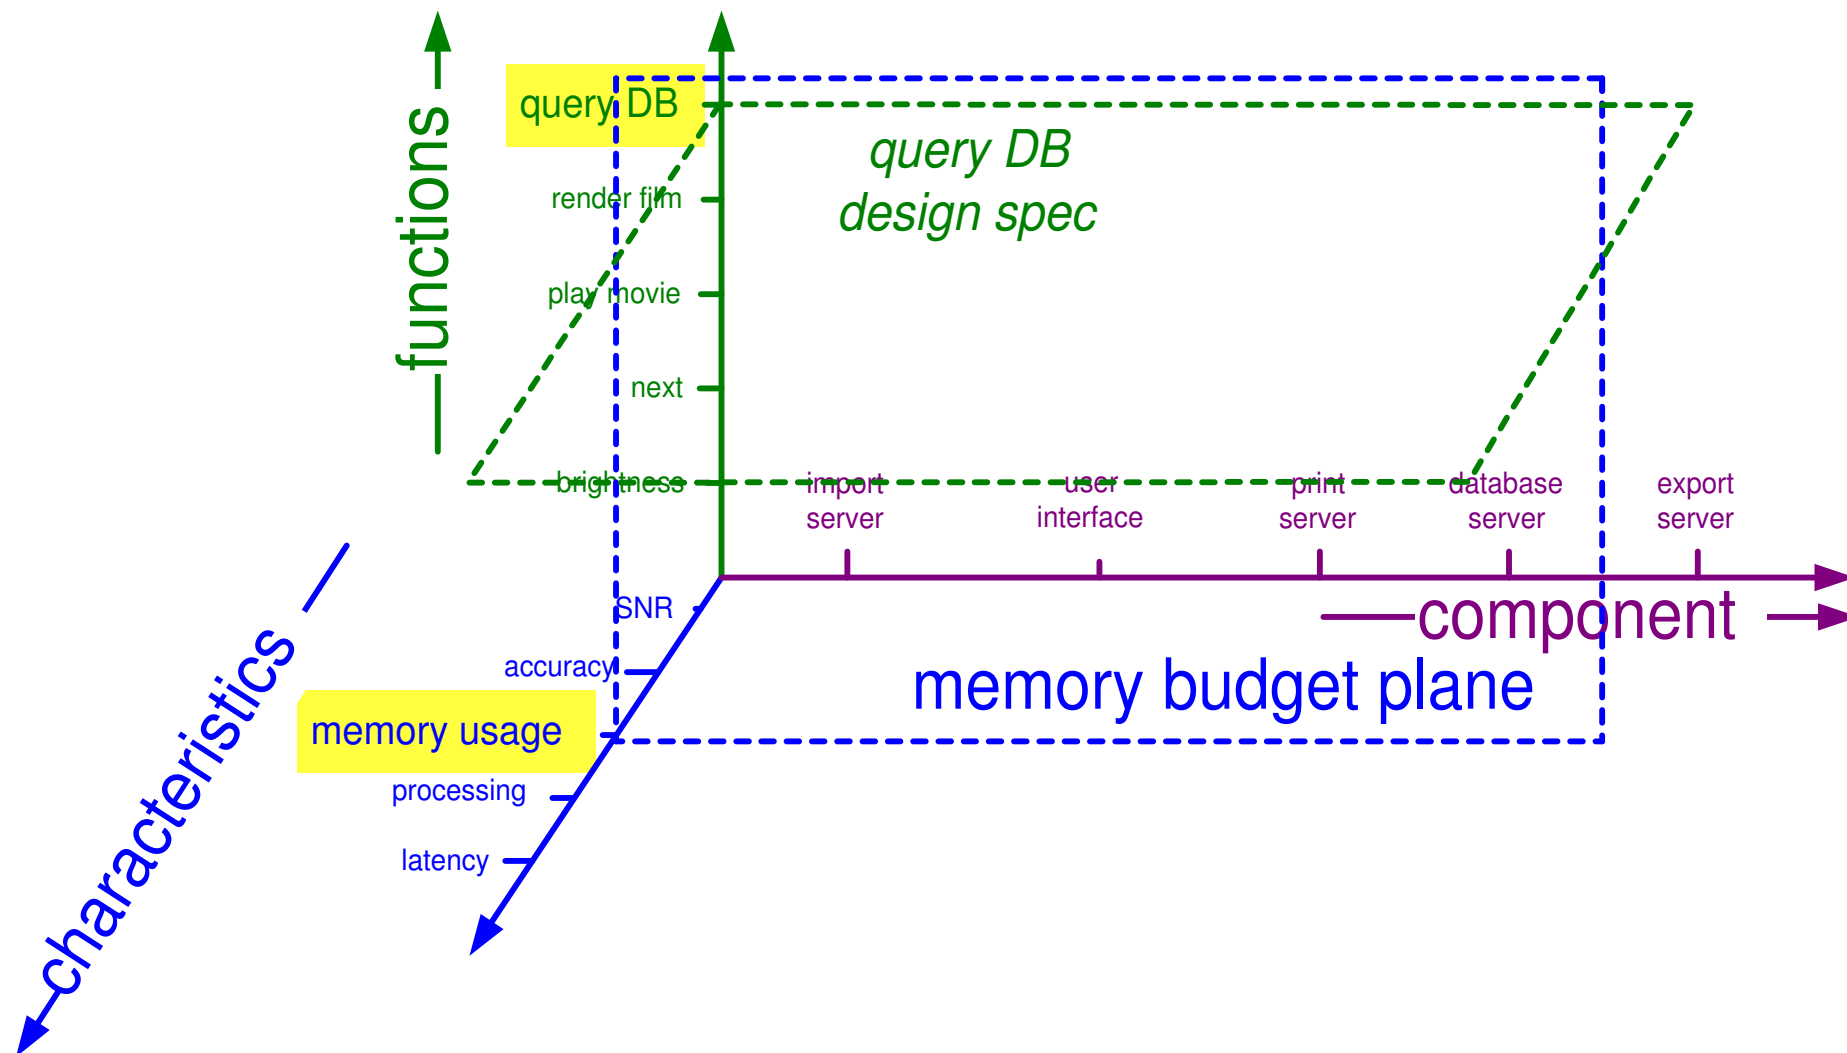 functions
query DB
render film
play movie
next
brightness
query DB
design spec
import
server
user
interface
print
server
database
server
export
server
component
memory budget plane
SNR
accuracy
memory usage
processing
latency
characteristics